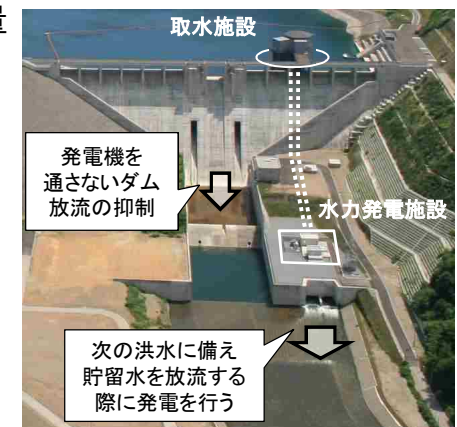 取水施設
発電機を
通さないダム
放流の抑制
水力発電施設
次の洪水に備え
貯留水を放流する
際に発電を行う